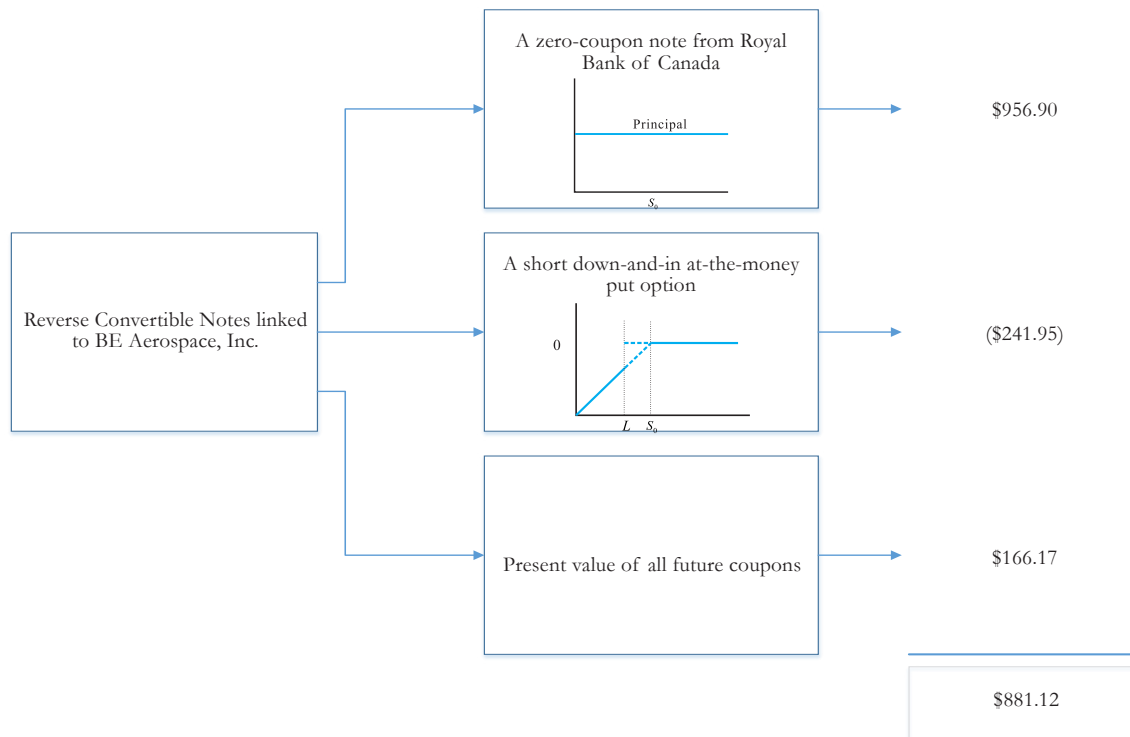 A zero-coupon note from Royal
Bank of Canada
Principal
S₀
$956.90
Reverse Convertible Notes linked
to BE Aerospace, Inc.
A short down-and-in at-the-money
put option
0
L S₀
($241.95)
Present value of all future coupons
$166.17
$881.12